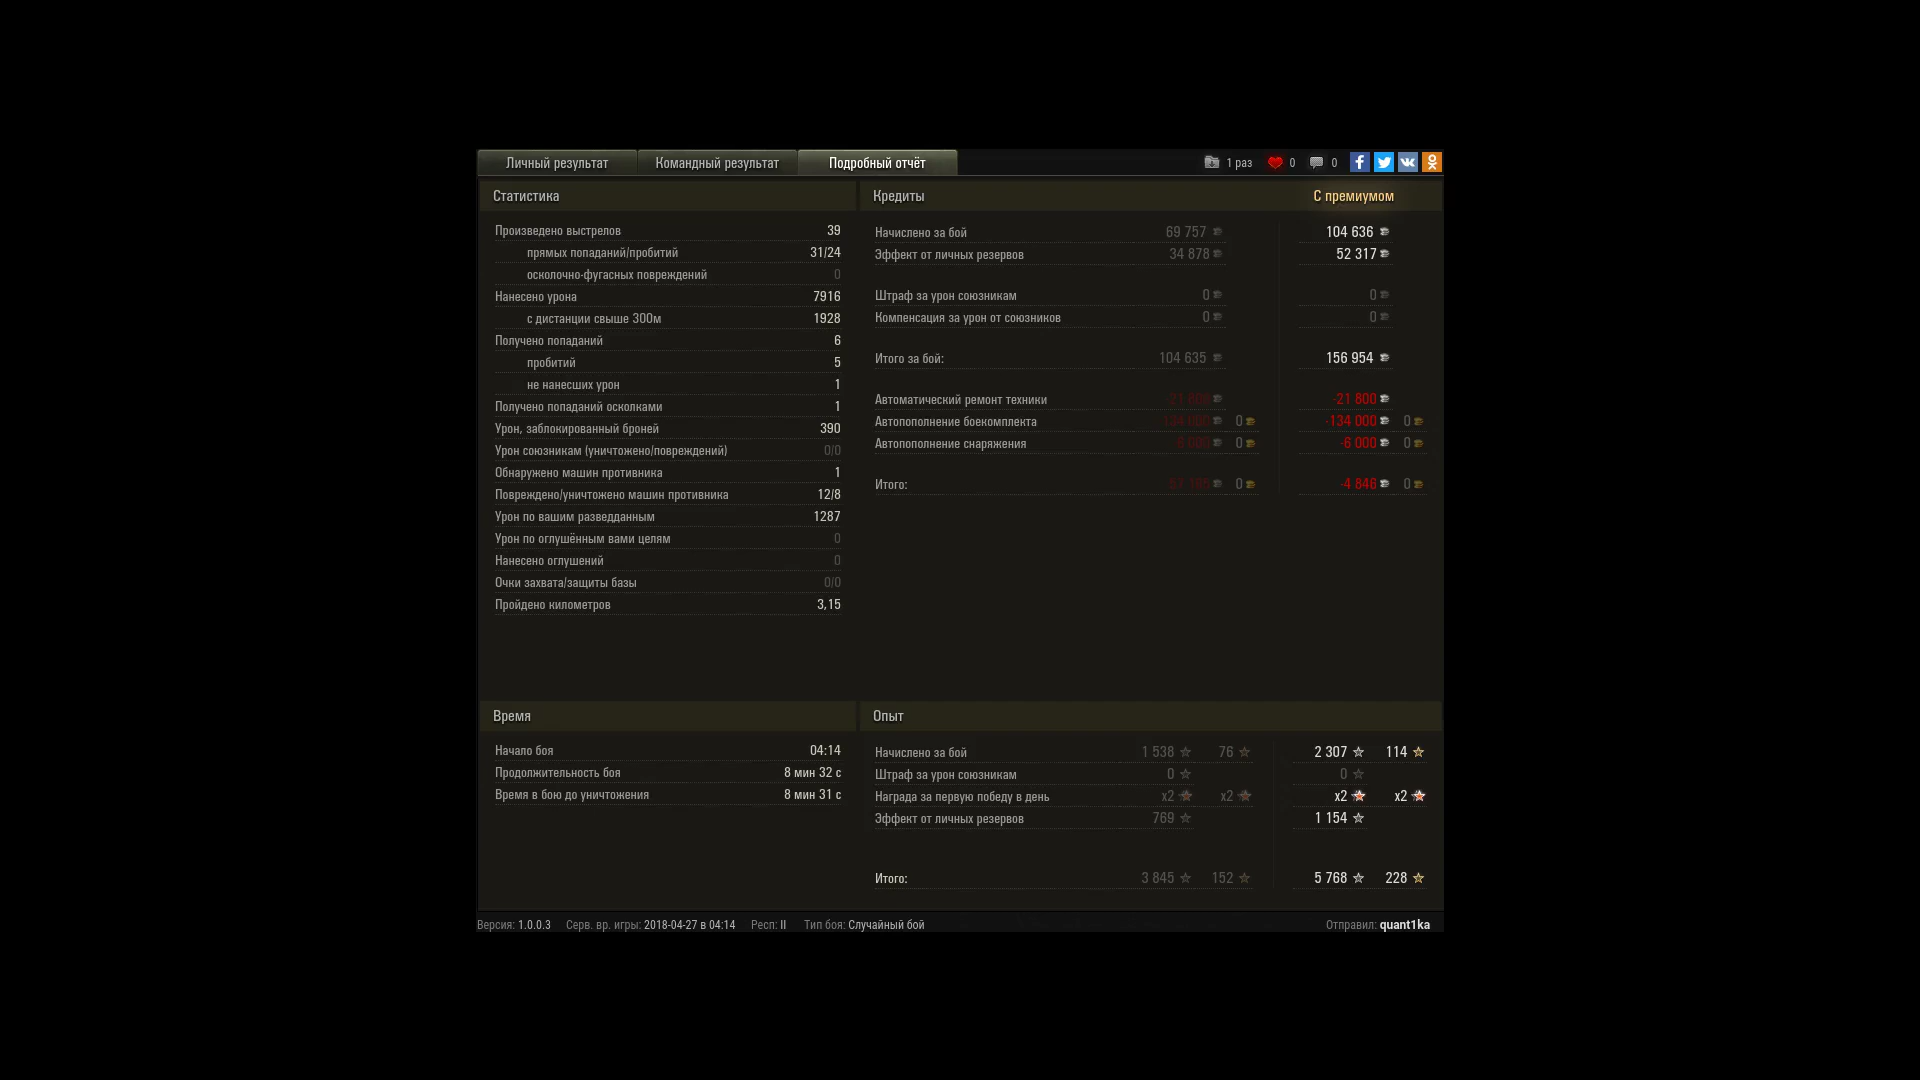 Личный результат Командный результат Подробный отчёт 1 раз 0 0
Статистика
Произведено выстрелов 39
прямых попаданий/пробитий 31/24
осколочно-фугасных повреждений 0
Нанесено урона 7916
с дистанции свыше 300м 1928
Получено попаданий 6
пробитий 5
не нанесших урон 1
Получено попаданий осколками 1
Урон, заблокированный броней 390
Урон союзникам (уничтожено/повреждений) 0/0
Обнаружено машин противника 1
Повреждено/уничтожено машин противника 12/8
Урон по вашим разведданным 1287
Урон по оглушённым вами целям 0
Нанесено оглушений 0
Очки захвата/защиты базы 0/0
Пройдено километров 3,15
Кредиты С премиумом
Начислено за бой 69 757 104 636
Эффект от личных резервов 34 878 52 317
Штраф за урон союзникам 0 0
Компенсация за урон от союзников 0 0
Итого за бой: 104 635 156 954
Автоматический ремонт техники -21 800 -21 800
Автопополнение боекомплекта -134 000 0 -134 000 0
Автопополнение снаряжения -6 000 0 -6 000 0
Итого: 0 -4 846 0
Время
Начало боя 04:14
Продолжительность боя 8 мин 32 с
Время в бою до уничтожения 8 мин 31 с
Опыт
Начислено за бой 1 538 76 2 307 114
Штраф за урон союзникам 0 0
Награда за первую победу в день x2 x2 x2 x2
Эффект от личных резервов 769 1 154
Итого: 3 845 152 5 768 228
Версия: 1.0.0.3 Серв. вр. игры: 2018-04-27 в 04:14 Респ: II Тип боя: Случайный бой Отправил: quant1ka